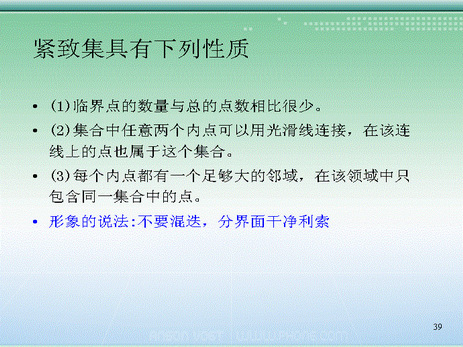 紧致集具有下列性质
• (1)临界点的数量与总的点数相比很少。
• (2)集合中任意两个内点可以用光滑线连接，在该连
线上的点也属于这个集合。
• (3)每个内点都有一个足够大的邻域，在该领域中只
包含同一集合中的点。
• 形象的说法:不要混迭，分界面干净利索
39